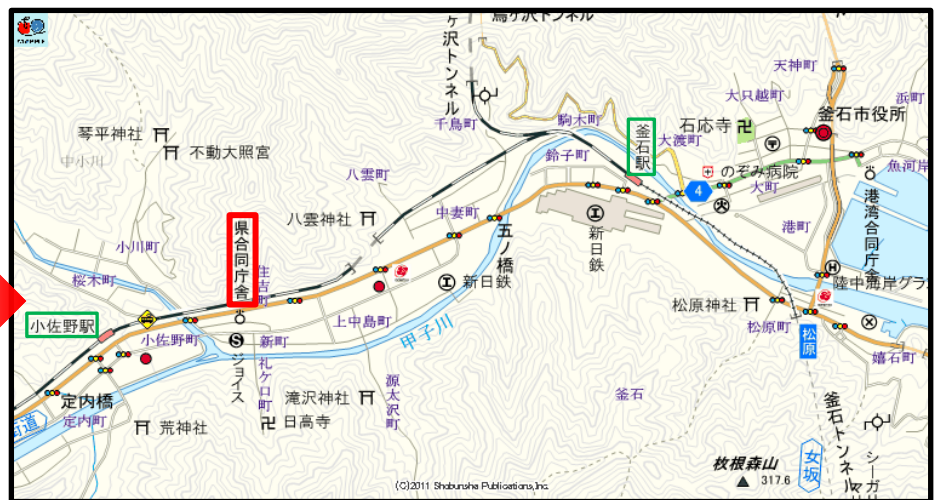 MAPPLE
鳥ヶ沢トンネル
ヶ沢トンネル
千鳥町
駒木町
大渡町
大只越町
天神町
浜町
釜石市役所
石応寺
釜石駅
鈴子町
のぞみ病院
4
大町
魚河岸
港湾合同庁舎
港町
琴平神社
不動大照宮
中小川
八雲町
八雲神社
中妻町
五ノ橋
新日鉄
新日鉄
小川町
桜木町
県合同庁舎
住吉町
小佐野駅
小佐野町
上中島町
新町
甲子川
ジョイス
礼ケ口町
源太沢町
滝沢神社
日高寺
定内橋
定内町
街道
荒神社
釜石
松原神社
松原町
松原
陸中海岸グラ
嬉石町
釜石トンネル
女坂
シーガ
枚根森山
317.6
(C)2011 Shobunsha Publications,Inc.